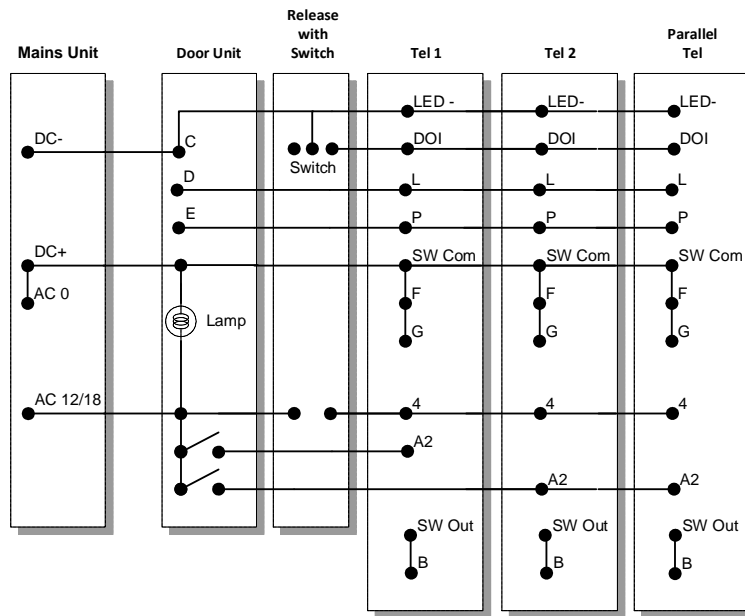 Mains Unit
Door Unit
Release
with
Switch
Tel 1
Tel 2
Parallel
Tel
LED -
LED-
LED-
DC-
C
DOI
DOI
DOI
Switch
D
L
L
L
E
P
P
P
DC+
SW Com
SW Com
SW Com
AC 0
F
F
F
Lamp
G
G
G
AC 12/18
4
4
4
A2
A2
A2
SW Out
SW Out
SW Out
B
B
B